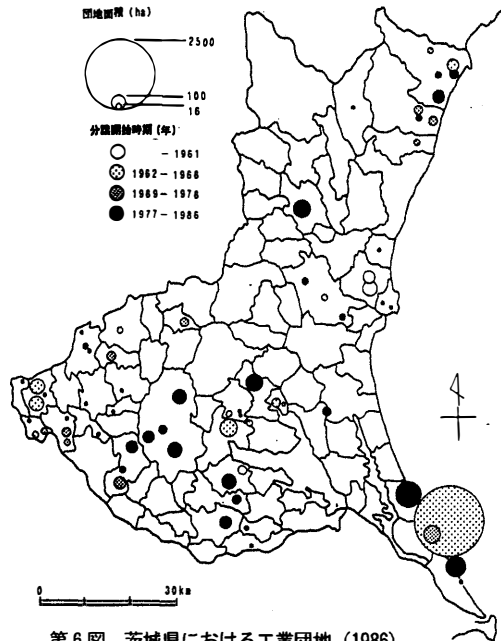 団地面積 (ha)
2500
100
16
分譲開始時期 (年)
- 1961
1962 - 1968
1969 - 1976
1977 - 1986
0 30km
第6図 茨城県における工業団地 (1986)